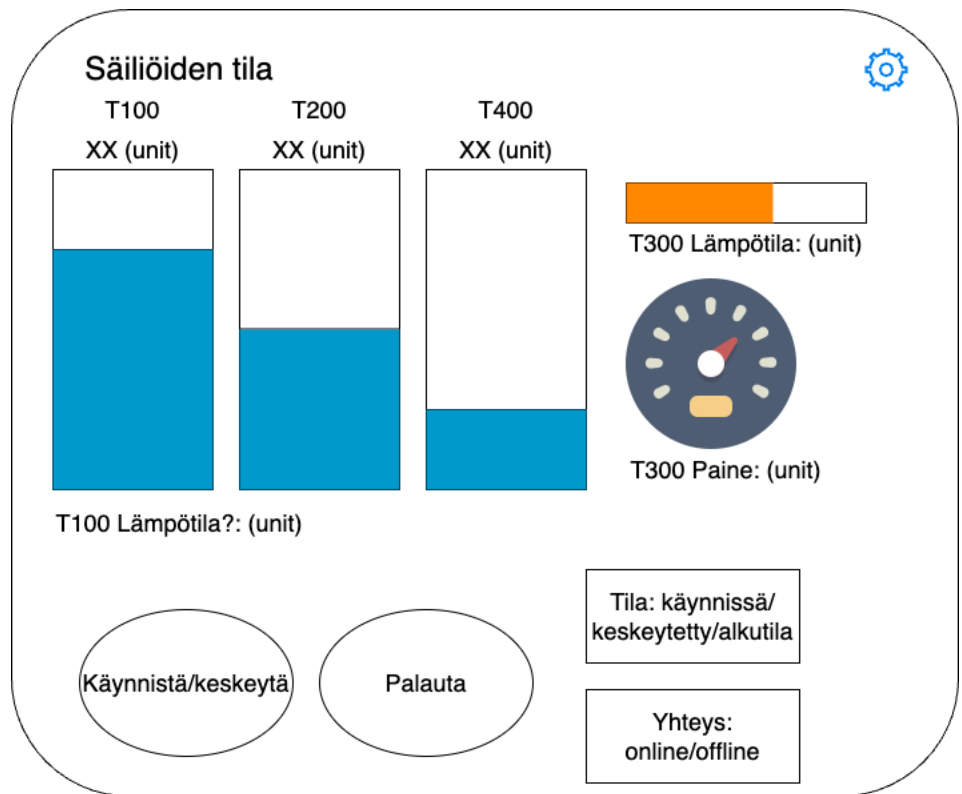 Säiliöiden tila
T100
T200
T400
XX (unit)
XX (unit)
XX (unit)
T300 Lämpötila: (unit)
T300 Paine: (unit)
T100 Lämpötila?: (unit)
Käynnistä/keskeytä
Palauta
Tila: käynnissä/
keskeytetty/alkutila
Yhteys:
online/offline